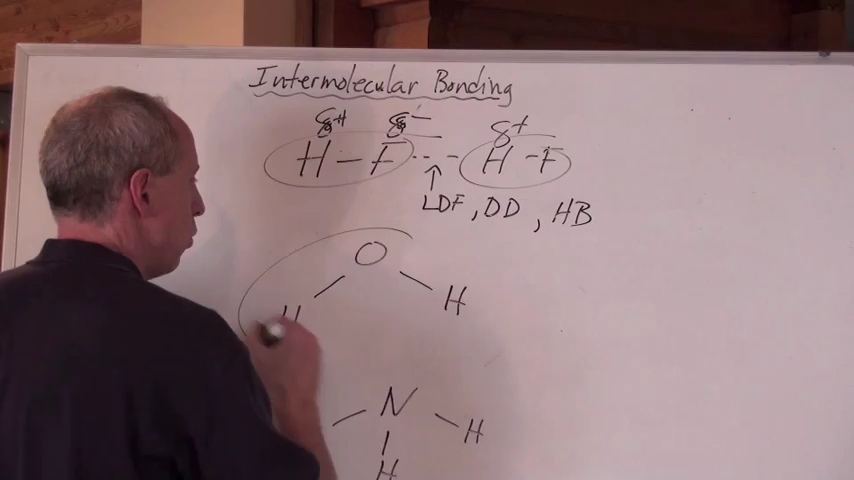 Intermolecular Bonding
δ+ δ- δ+
H - F --- H - F
LDF, DD, HB
O
H H
N
H
H